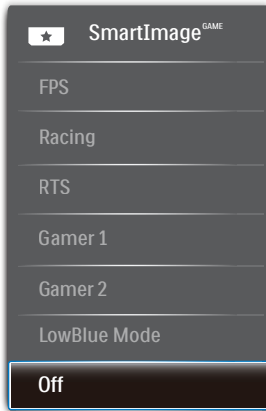 SmartImage GAME
FPS
Racing
RTS
Gamer 1
Gamer 2
LowBlue Mode
Off